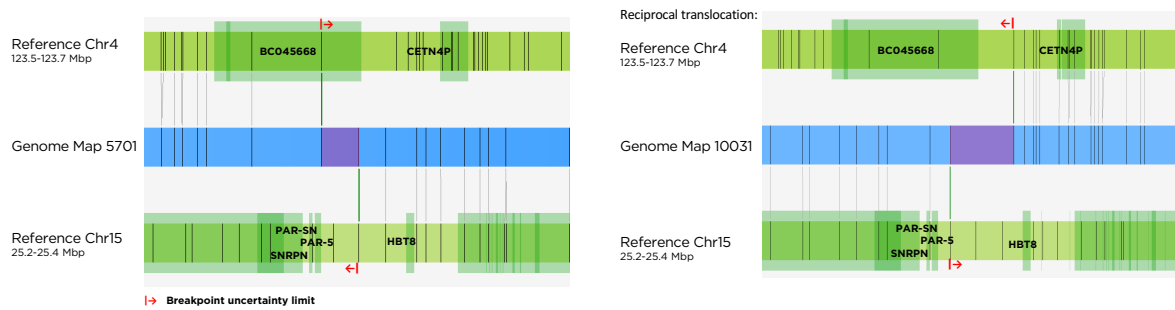 Reference Chr4
123.5-123.7 Mbp
BC045668
CETN4P
Genome Map 5701
Reference Chr15
25.2-25.4 Mbp
PAR-SN
PAR-5
SNRPN
HBT8
Breakpoint uncertainty limit
Reciprocal translocation:
Reference Chr4
123.5-123.7 Mbp
BC045668
CETN4P
Genome Map 10031
Reference Chr15
25.2-25.4 Mbp
PAR-SN
PAR-5
SNRPN
HBT8